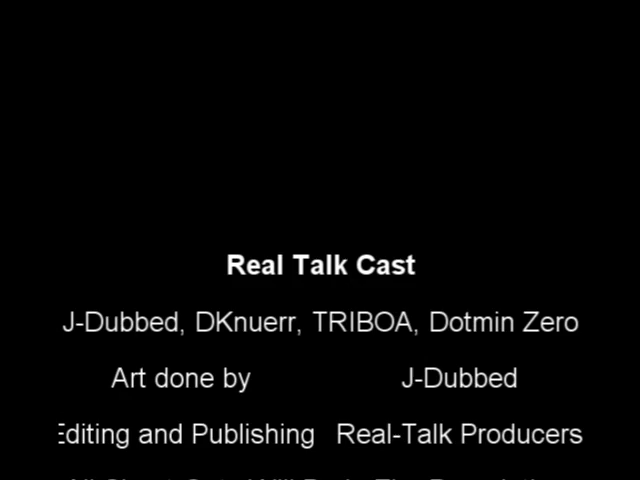 Real Talk Cast
J-Dubbed, DKnuerr, TRIBOA, Dotmin Zero
Art done by J-Dubbed
Editing and Publishing Real-Talk Producers